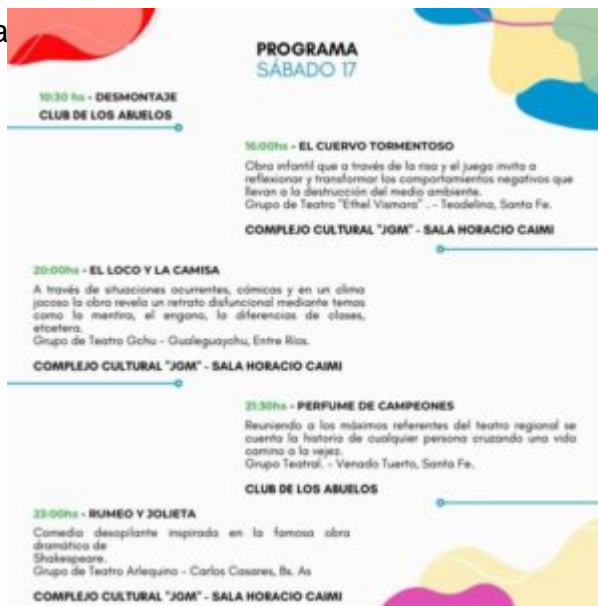 a
PROGRAMA
SÁBADO 17
10:30 hs - DESMONTAJE
CLUB DE LOS ABUELOS
16:00hs - EL CUERVO TORMENTOSO
Obra infantil que a través de la risa y el juego invita a
reflexionar y transformar los comportamientos negativos que
llevan a la destrucción del medio ambiente.
Grupo de Teatro "Ethel Vismara" . - Teodelina, Santa Fe.
COMPLEJO CULTURAL "JGM" - SALA HORACIO CAIMI
20:00hs - EL LOCO Y LA CAMISA
A través de situaciones ocurrentes, cómicas y en un clima
jocoso la obra revela un retrato disfuncional mediante temas
como la mentira, el engano, la diferencias de clases,
etcetera.
Grupo de Teatro Gchu - Gualeguaychu, Entre Ríos.
COMPLEJO CULTURAL "JGM" - SALA HORACIO CAIMI
21:30hs - PERFUME DE CAMPEONES
Reuniendo a los máximos referentes del teatro regional se
cuenta la historia de cualquier persona cruzando una vida
camino a la vejez.
Grupo Teatral. - Venado Tuerto, Santa Fe.
CLUB DE LOS ABUELOS
23:00hs - RUMEO Y JOLIETA
Comedia desopilante inspirada en la famosa obra
dramática de
Shakespeare.
Grupo de Teatro Arlequino - Carlos Casares, Bs. As
COMPLEJO CULTURAL "JGM" - SALA HORACIO CAIMI